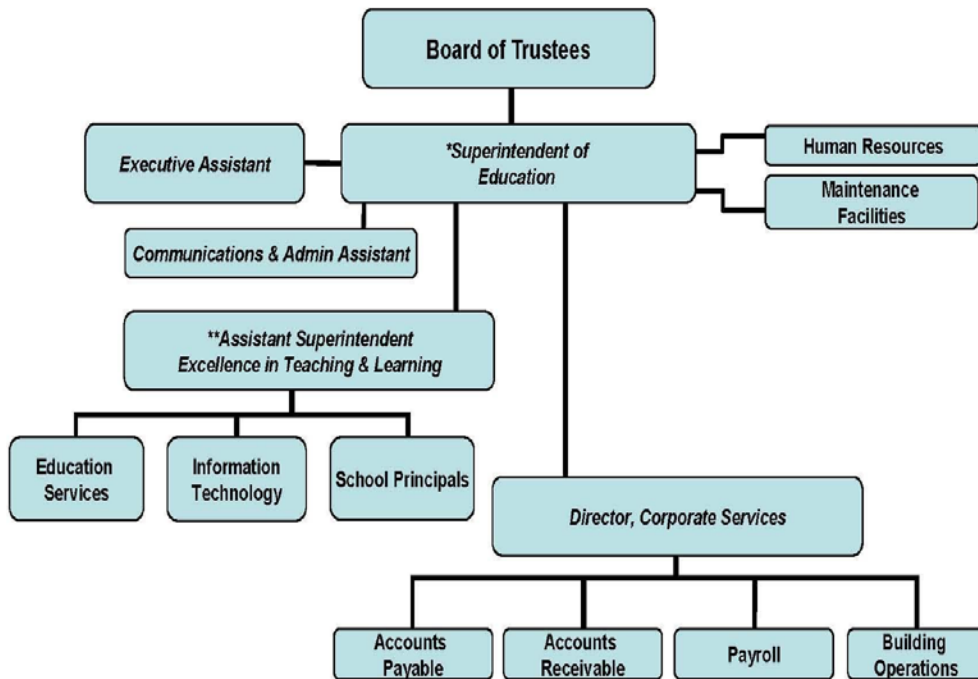 Board of Trustees
Executive Assistant
*Superintendent of
Education
Human Resources
Maintenance
Facilities
Communications & Admin Assistant
**Assistant Superintendent
Excellence in Teaching & Learning
Education
Services
Information
Technology
School Principals
Director, Corporate Services
Accounts
Payable
Accounts
Receivable
Payroll
Building
Operations